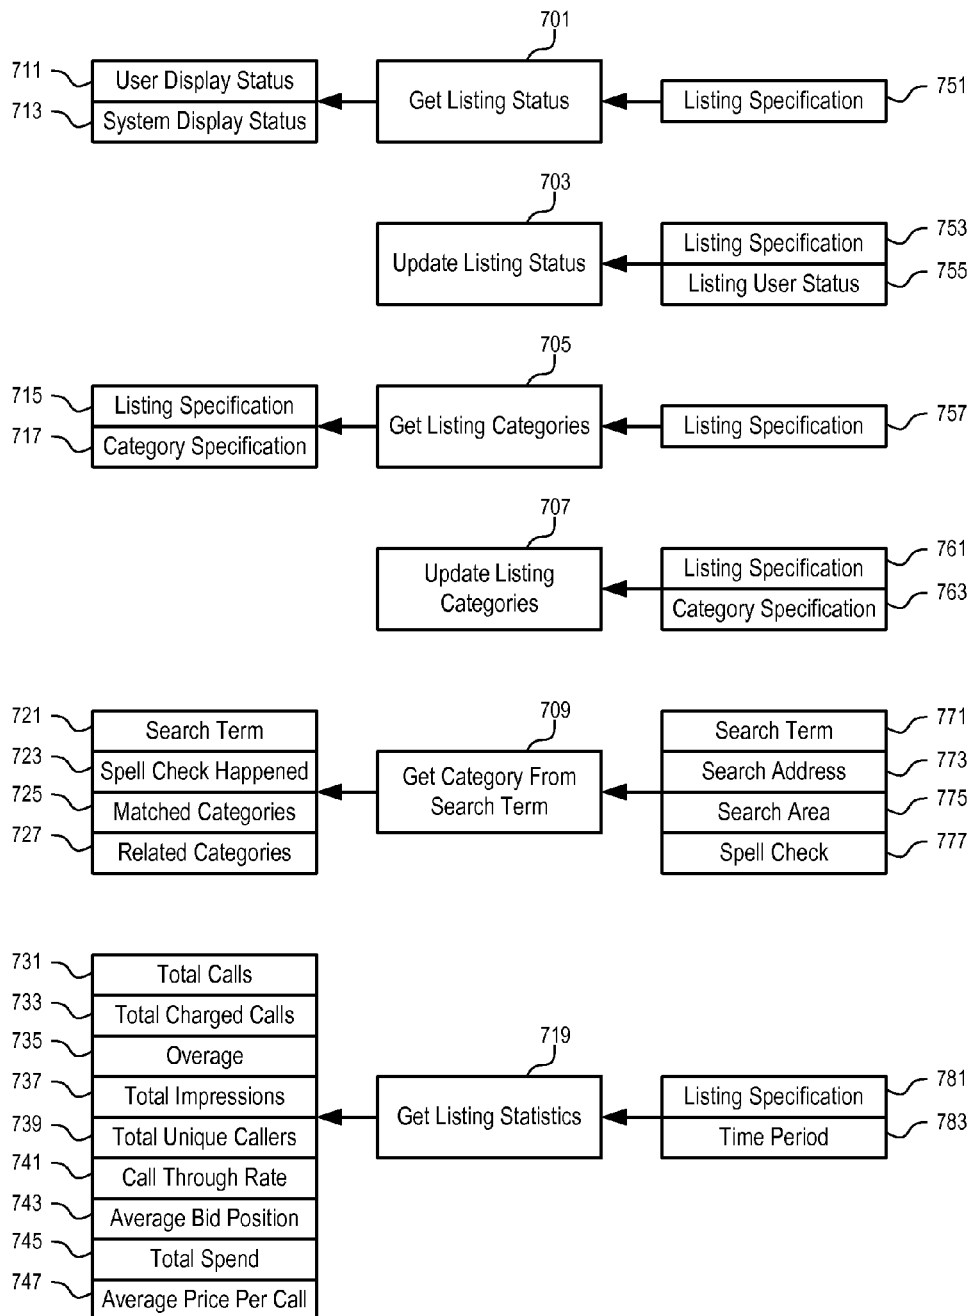 701
711
User Display Status
Get Listing Status
Listing Specification
751
713
System Display Status
703
Update Listing Status
Listing Specification
753
Listing User Status
755
705
715
Listing Specification
Get Listing Categories
Listing Specification
757
717
Category Specification
707
Update Listing
Categories
Listing Specification
761
Category Specification
763
721
Search Term
709
Search Term
771
723
Spell Check Happened
Get Category From
Search Term
Search Address
773
725
Matched Categories
Search Area
775
727
Related Categories
Spell Check
777
731
Total Calls
733
Total Charged Calls
735
Overage
719
737
Total Impressions
Get Listing Statistics
Listing Specification
781
739
Total Unique Callers
Time Period
783
741
Call Through Rate
743
Average Bid Position
745
Total Spend
747
Average Price Per Call